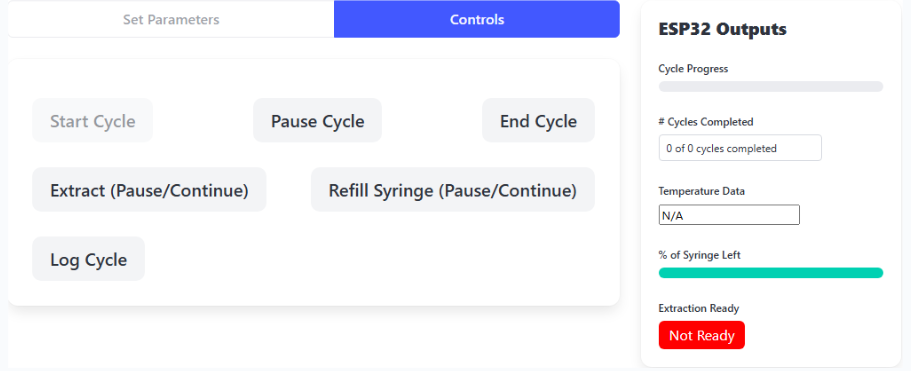 Set Parameters
Controls
Start Cycle
Pause Cycle
End Cycle
Extract (Pause/Continue)
Refill Syringe (Pause/Continue)
Log Cycle
ESP32 Outputs
Cycle Progress
# Cycles Completed
0 of 0 cycles completed
Temperature Data
N/A
% of Syringe Left
Extraction Ready
Not Ready